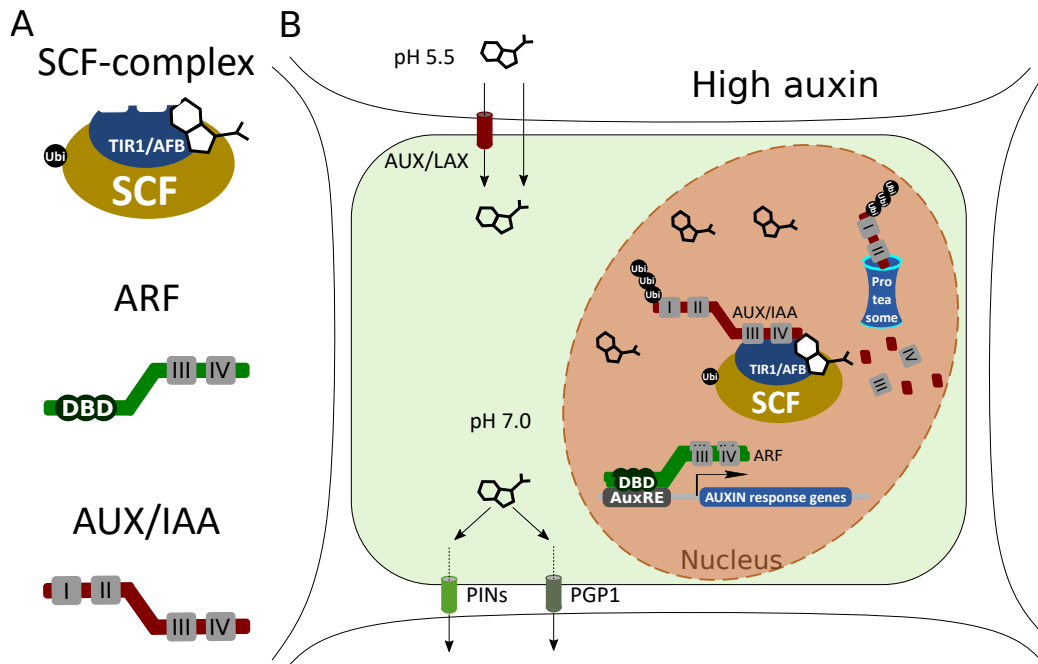 A
SCF-complex
TIR1/AFB
Ubi
SCF
ARF
III IV
DBD
AUX/IAA
I II
III IV
B
pH 5.5
High auxin
AUX/LAX
Ubi
Ubi
Ubi
I
II
Pro
tea
some
Ubi
Ubi
Ubi
I II
AUX/IAA
III IV
TIR1/AFB
Ubi
SCF
IV
III
pH 7.0
III IV
ARF
DBD
AuxRE
AUXIN response genes
Nucleus
PINs
PGP1